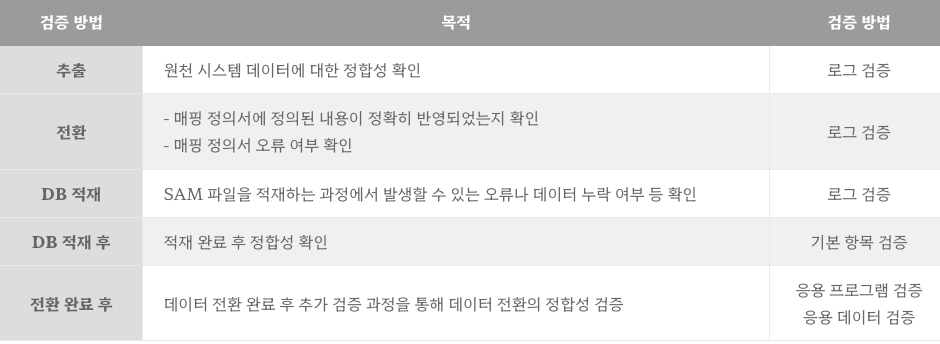 검증 방법 목적 검증 방법
추출 원천 시스템 데이터에 대한 정합성 확인 로그 검증
전환 - 매핑 정의서에 정의된 내용이 정확히 반영되었는지 확인
- 매핑 정의서 오류 여부 확인 로그 검증
DB 적재 SAM 파일을 적재하는 과정에서 발생할 수 있는 오류나 데이터 누락 여부 등 확인 로그 검증
DB 적재 후 적재 완료 후 정합성 확인 기본 항목 검증
전환 완료 후 데이터 전환 완료 후 추가 검증 과정을 통해 데이터 전환의 정합성 검증 응용 프로그램 검증
응용 데이터 검증